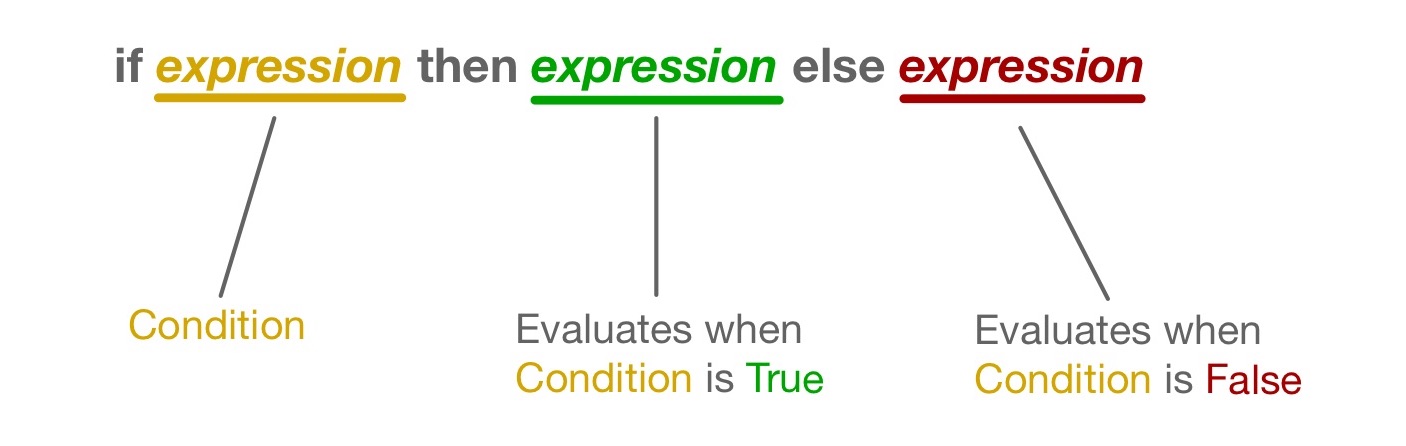 if expression then expression else expression
Condition
Evaluates when
Condition is True
Evaluates when
Condition is False